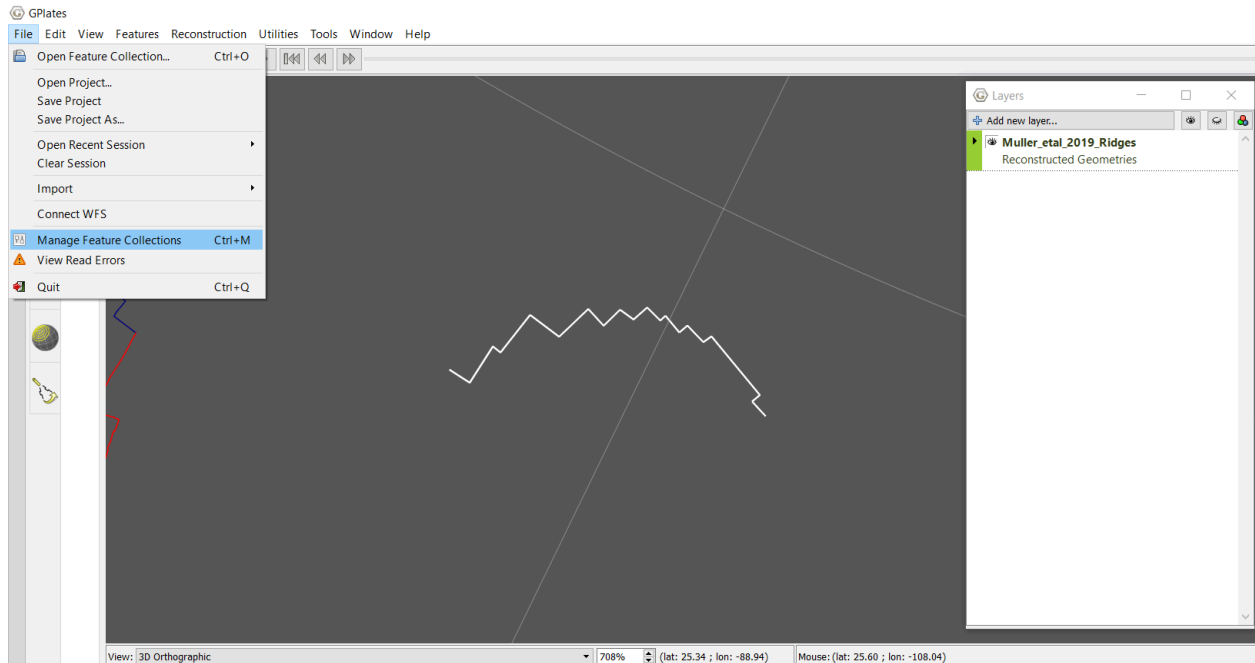 GPlates
File Edit View Features Reconstruction Utilities Tools Window Help
Open Feature Collection... Ctrl+O
Open Project...
Save Project
Save Project As...
Open Recent Session
Clear Session
Import
Connect WFS
Manage Feature Collections Ctrl+M
View Read Errors
Quit Ctrl+Q
Layers
Add new layer...
Muller_etal_2019_Ridges
Reconstructed Geometries
View: 3D Orthographic 708% (lat: 25.34 ; lon: -88.94) Mouse: (lat: 25.60 ; lon: -108.04)